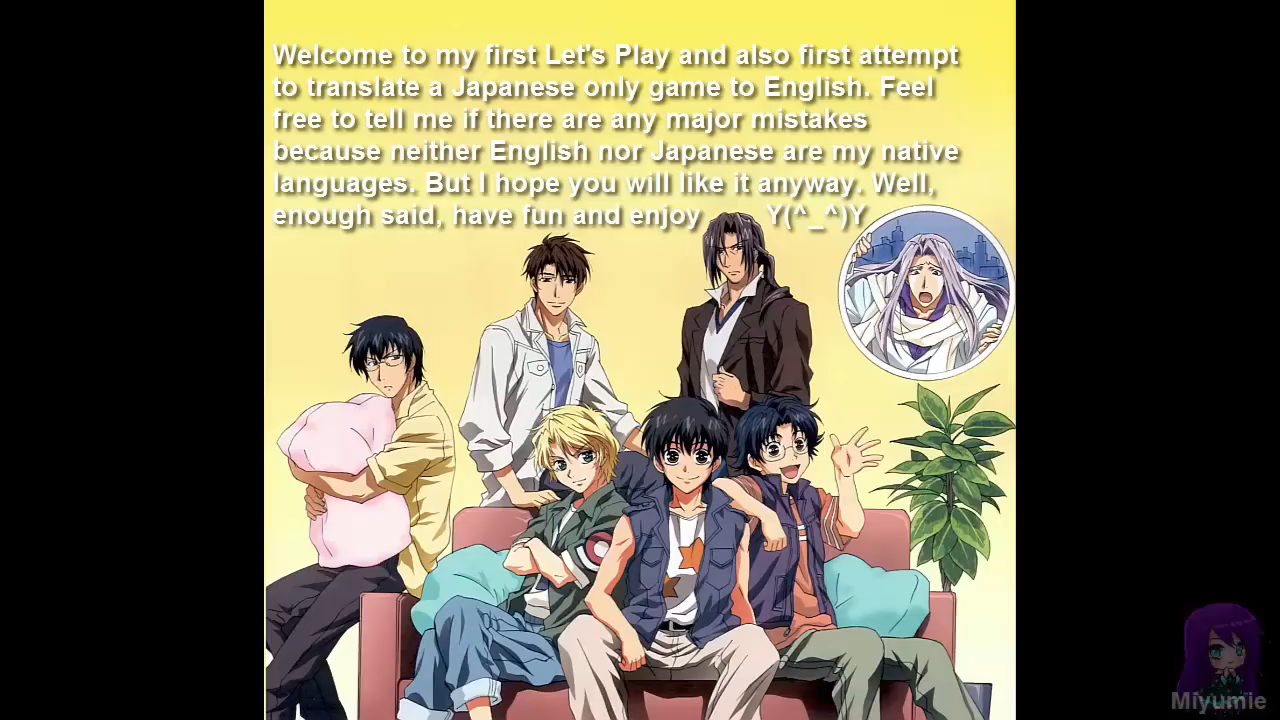 Welcome to my first Let's Play and also first attempt
to translate a Japanese only game to English. Feel
free to tell me if there are any major mistakes
because neither English nor Japanese are my native
languages. But I hope you will like it anyway. Well,
enough said, have fun and enjoy Y(^_^)Y
Miyumie